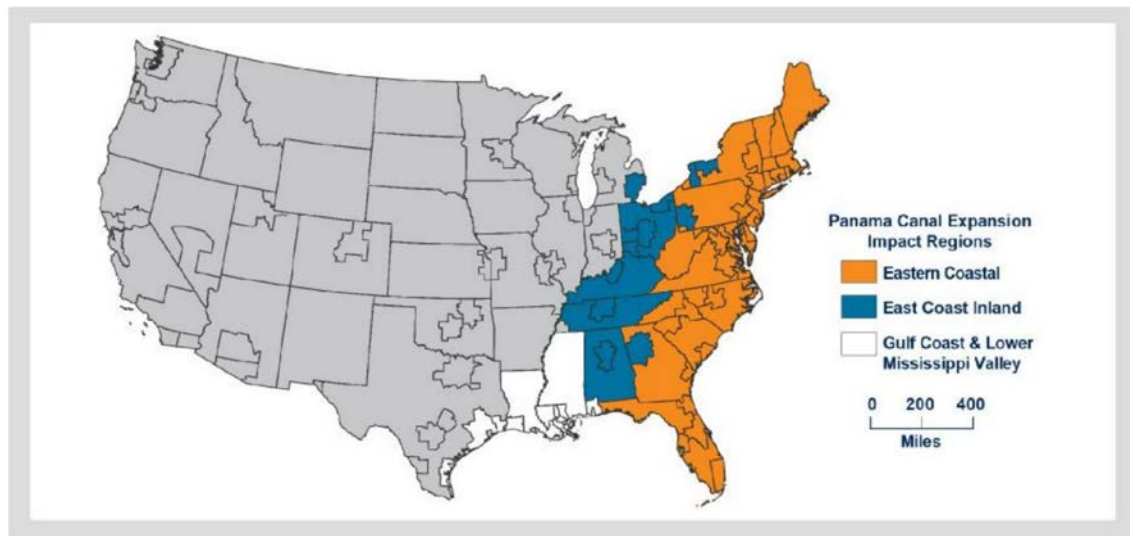 Panama Canal Expansion
Impact Regions
Eastern Coastal
East Coast Inland
Gulf Coast & Lower
Mississippi Valley
0 200 400
Miles